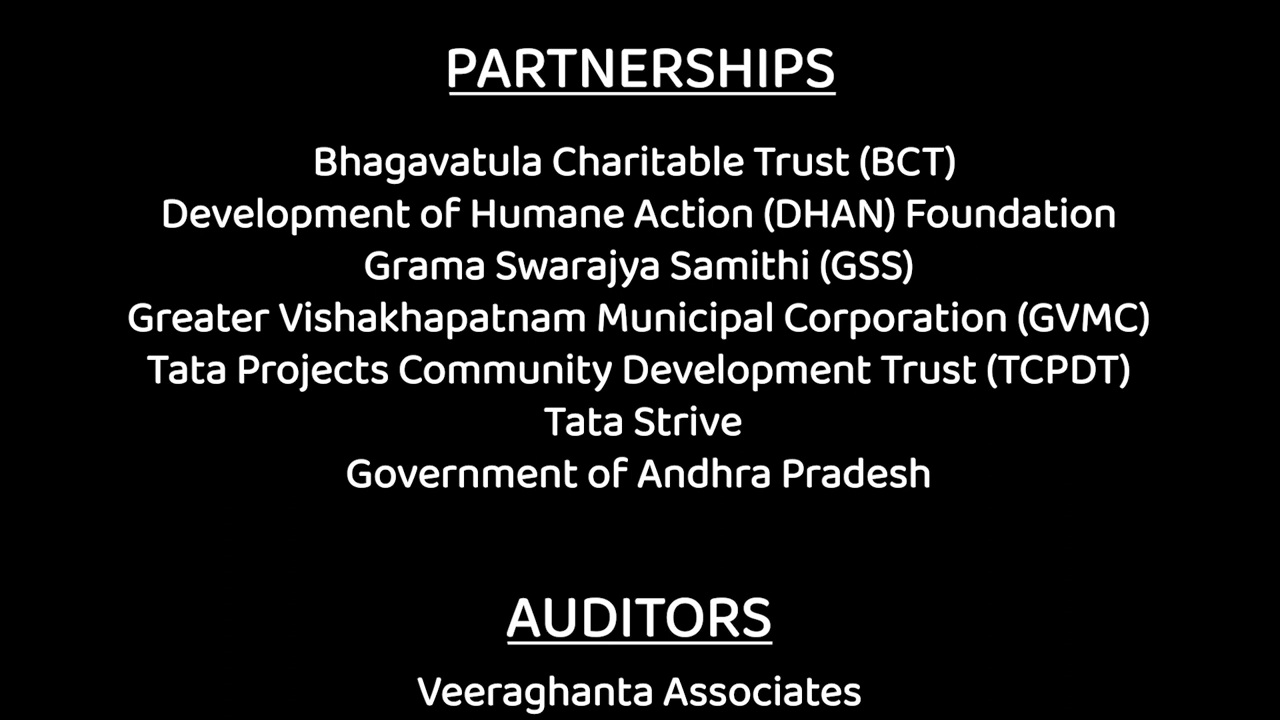 PARTNERSHIPS
Bhagavatula Charitable Trust (BCT)
Development of Humane Action (DHAN) Foundation
Grama Swarajya Samithi (GSS)
Greater Vishakhapatnam Municipal Corporation (GVMC)
Tata Projects Community Development Trust (TCPDT)
Tata Strive
Government of Andhra Pradesh
AUDITORS
Veeraghanta Associates